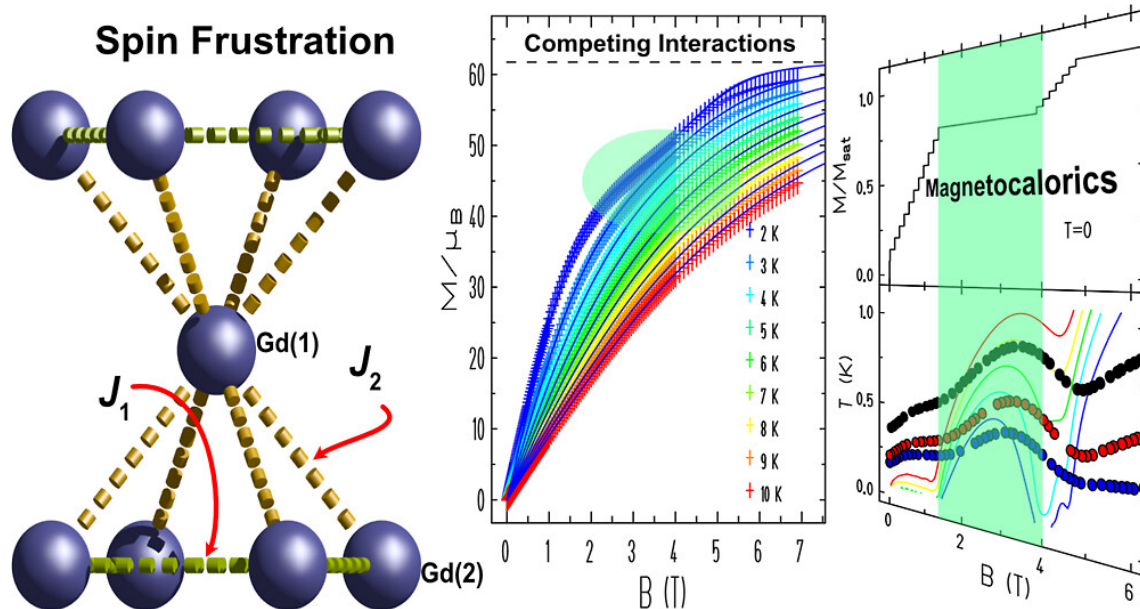 Spin Frustration
Gd(1)
J1
J2
Gd(2)
Competing Interactions
M/μB
60
50
40
30
20
10
0
2 K
3 K
4 K
5 K
6 K
7 K
8 K
9 K
10 K
0 1 2 3 4 5 6 7
B (T)
M/Msat
1.0
0.5
0.0
Magnetocalorics
T=0
T (K)
1.0
0.5
0.0
0 2 4 6
B (T)